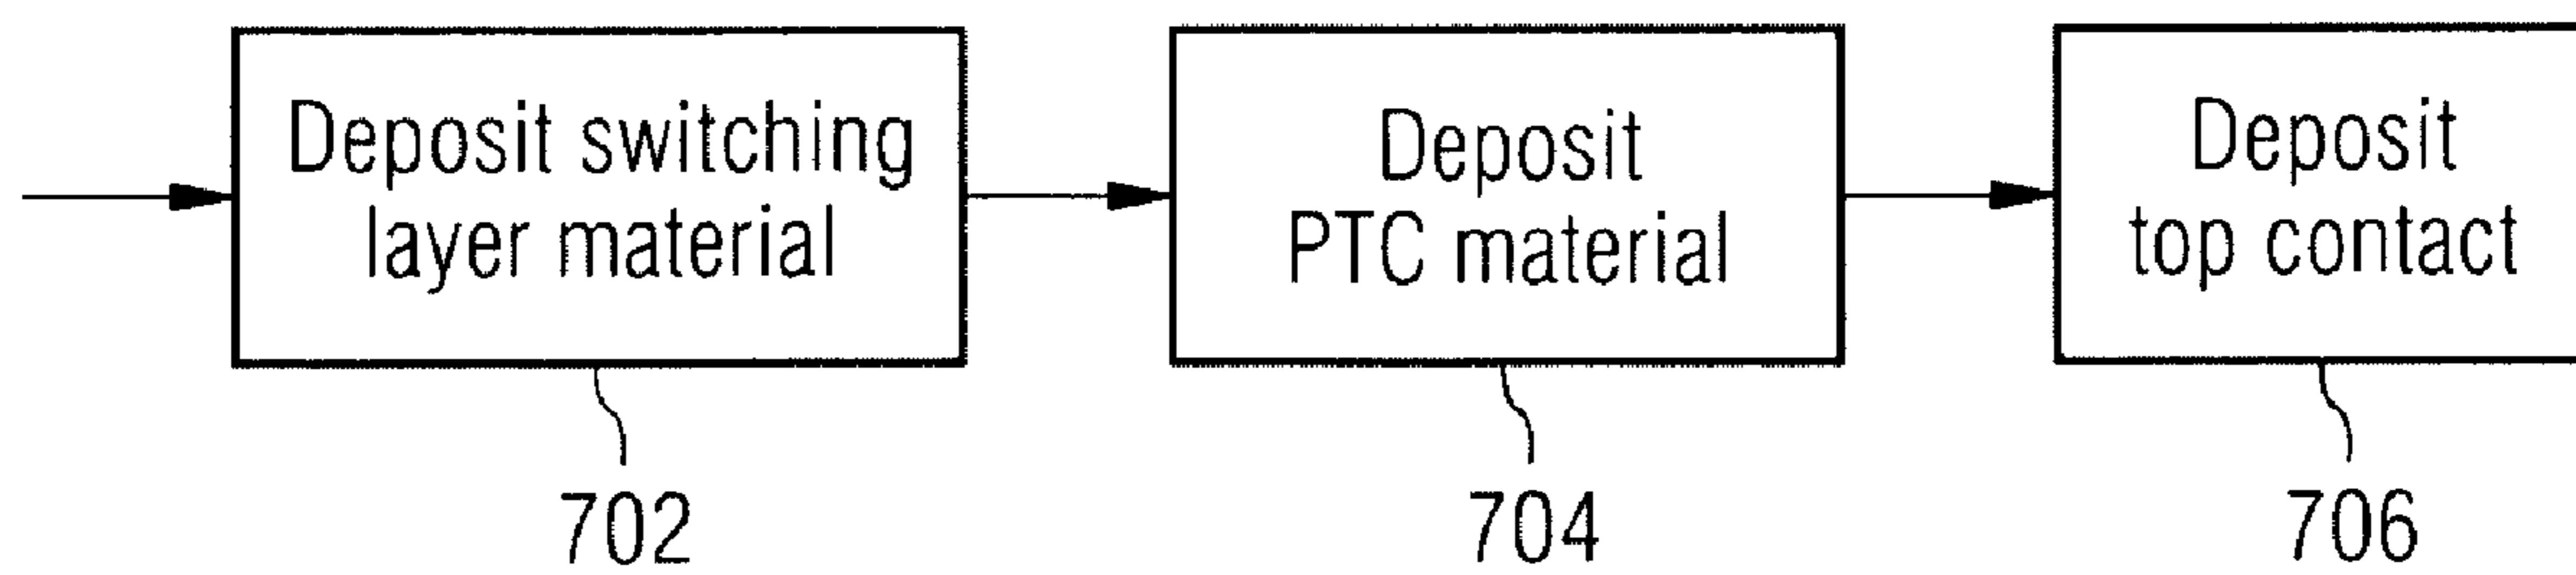 Deposit switching
layer material
Deposit
PTC material
Deposit
top contact
702
704
706